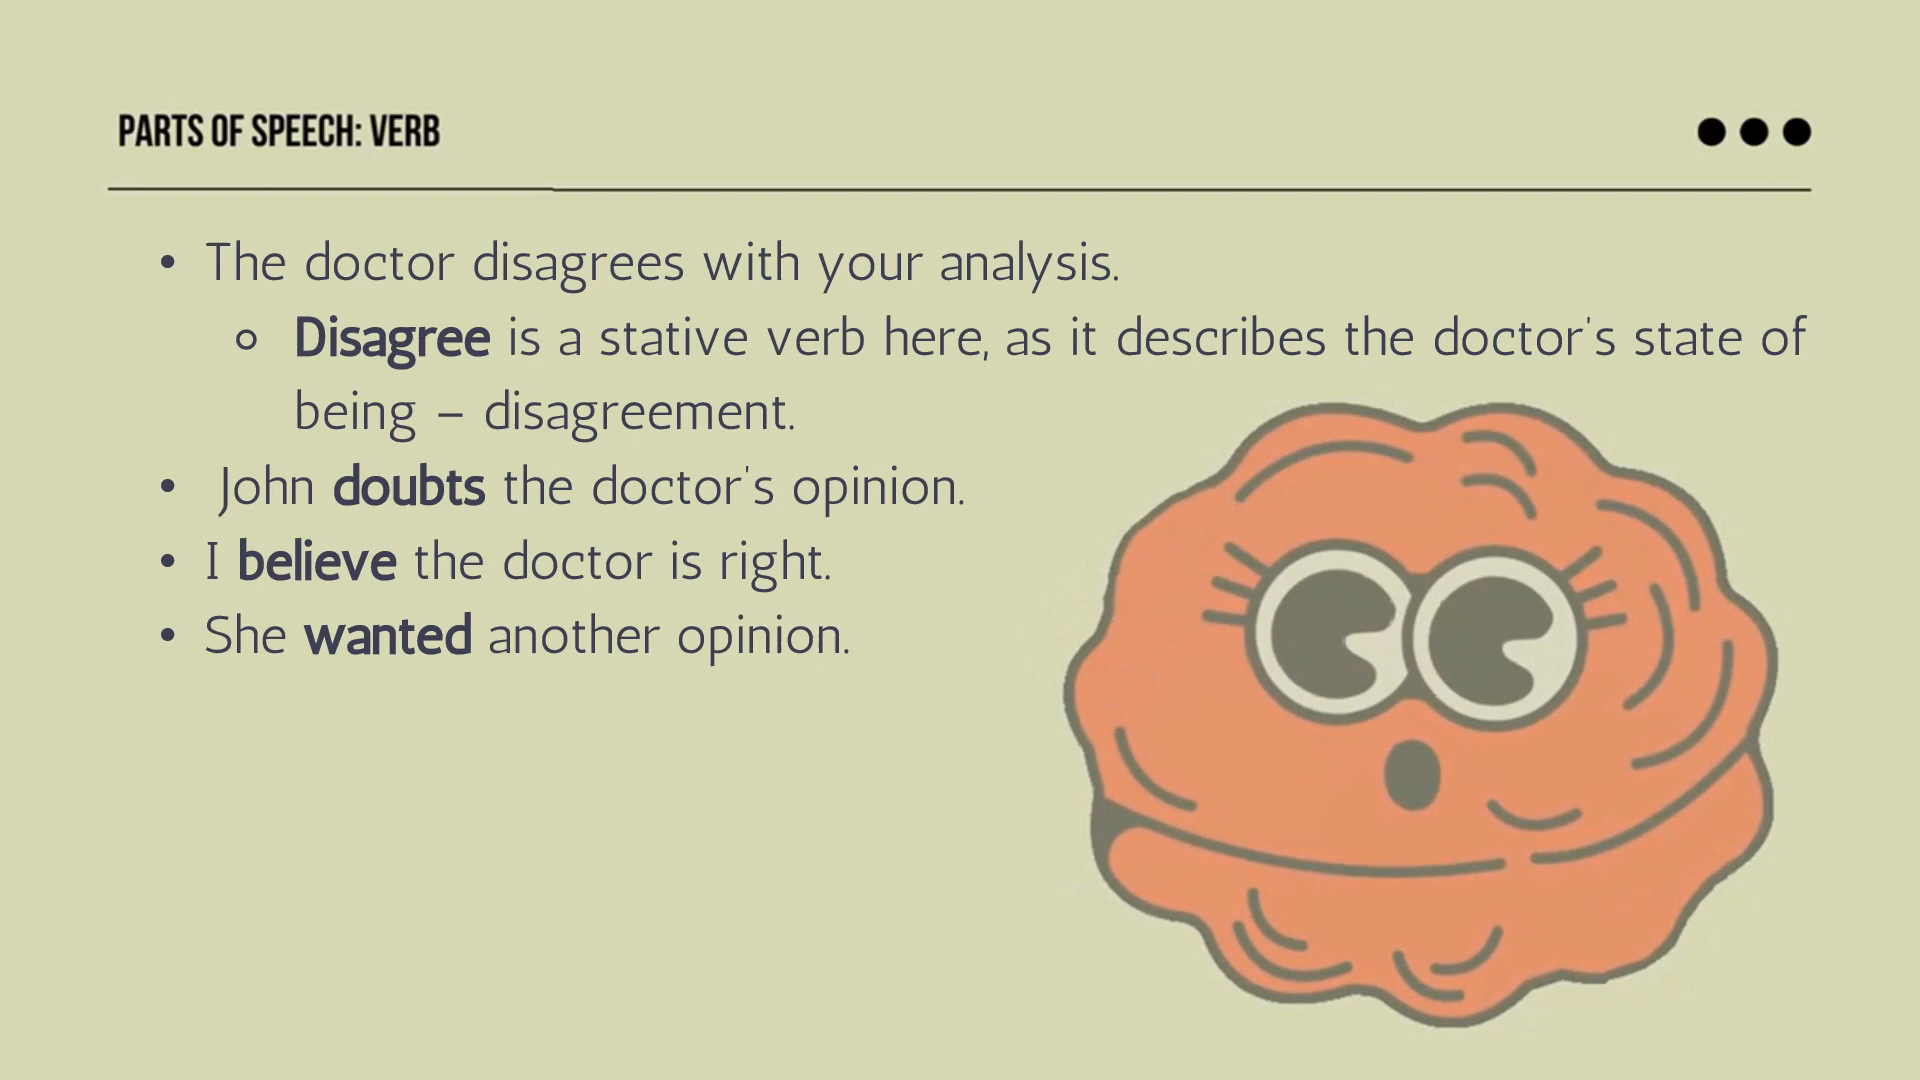 PARTS OF SPEECH: VERB
• The doctor disagrees with your analysis.
◦ Disagree is a stative verb here, as it describes the doctor's state of
being – disagreement.
• John doubts the doctor's opinion.
• I believe the doctor is right.
• She wanted another opinion.